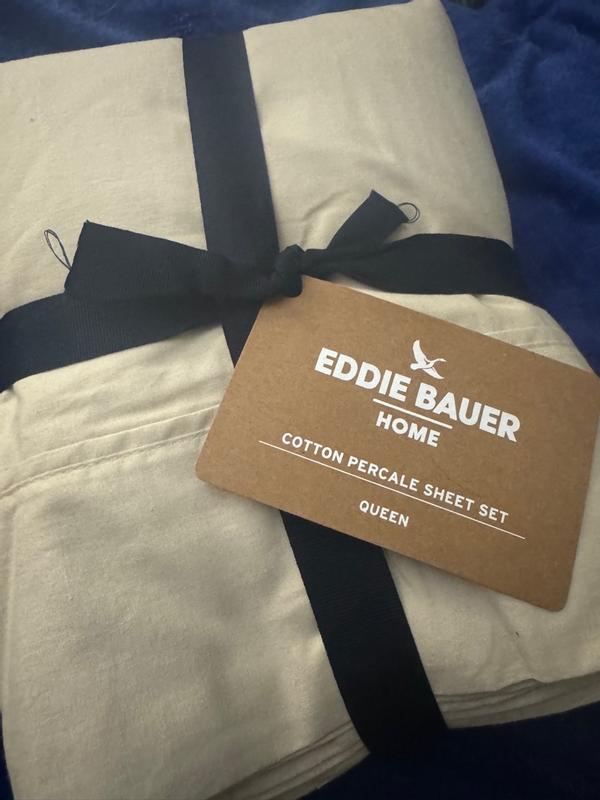 EDDIE BAUER
HOME
COTTON PERCALE SHEET SET
QUEEN